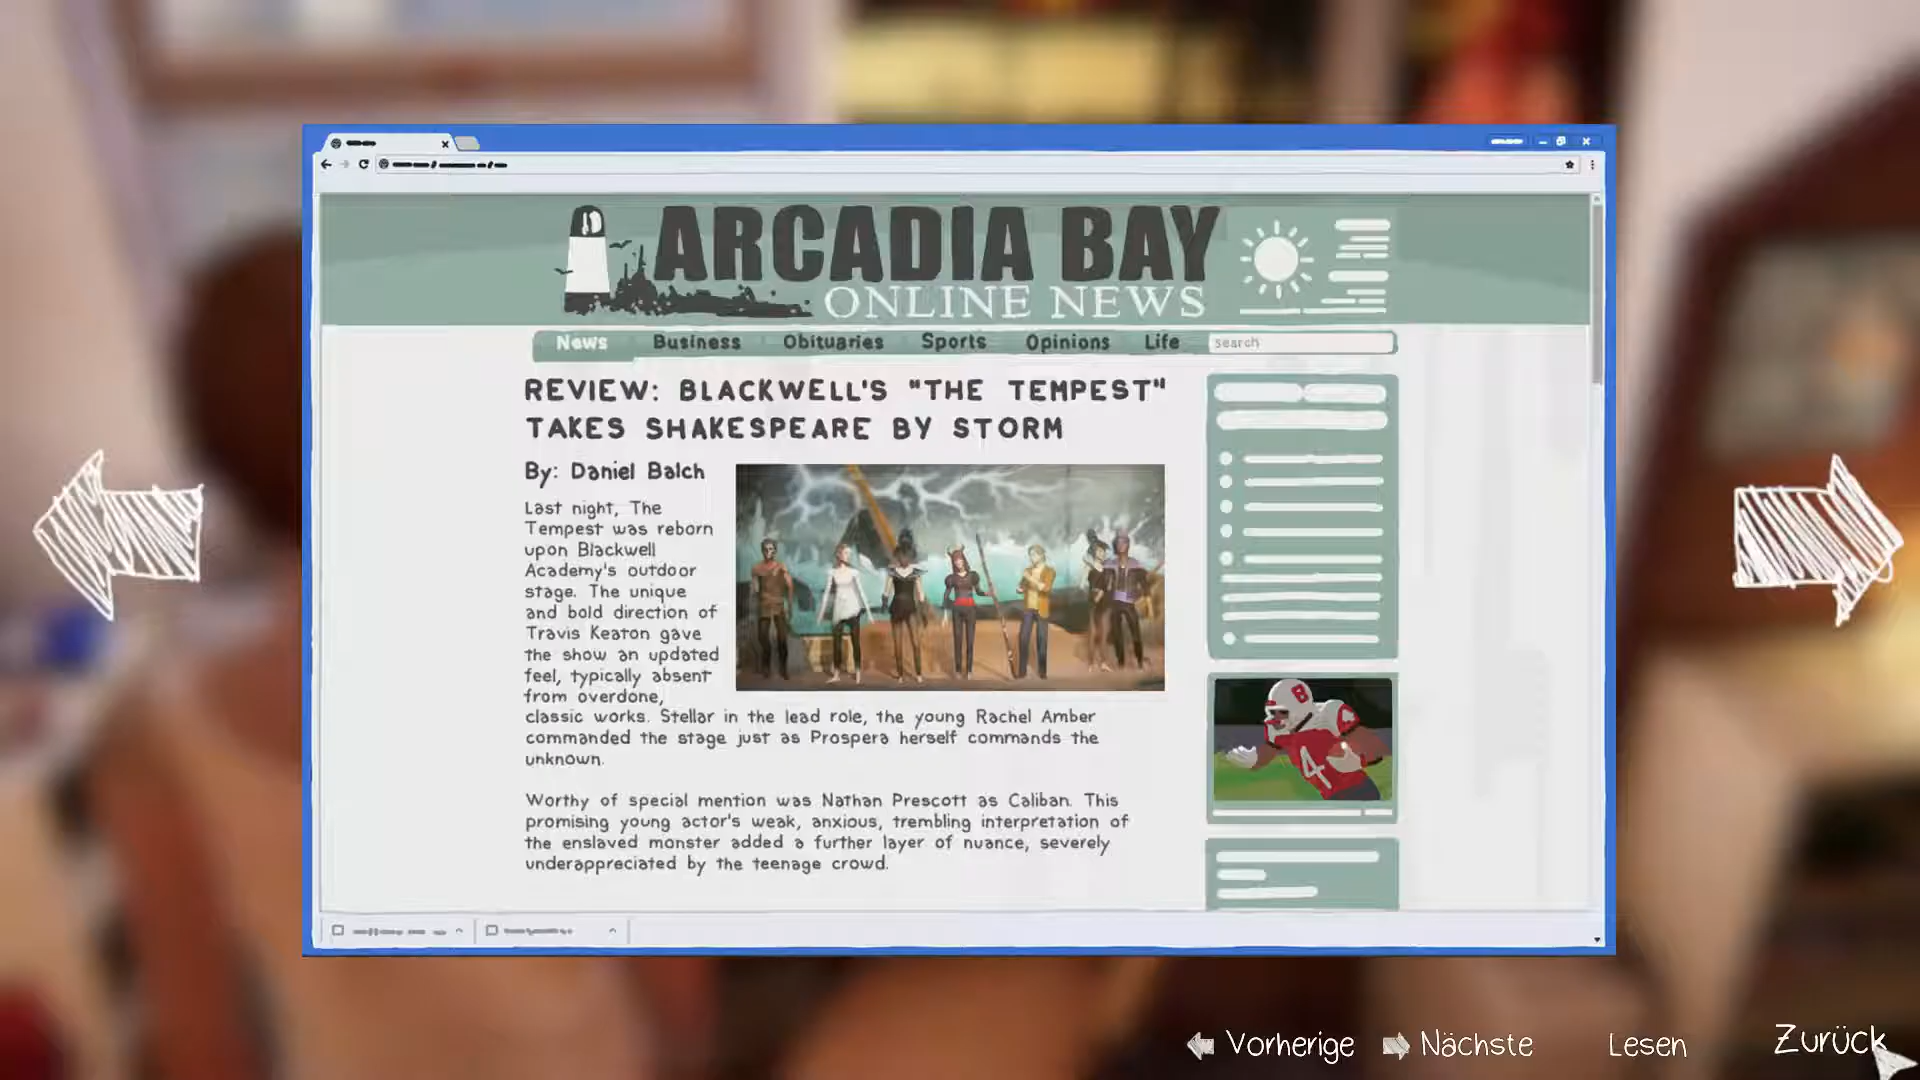 ARCADIA BAY
ONLINE NEWS
News Business Obituaries Sports Opinions Life search
REVIEW: BLACKWELL'S "THE TEMPEST"
TAKES SHAKESPEARE BY STORM
By: Daniel Balch
Last night, The
Tempest was reborn
upon Blackwell
Academy's outdoor
stage. The unique
and bold direction of
Travis Keaton gave
the show an updated
feel, typically absent
from overdone,
classic works. Stellar in the lead role, the young Rachel Amber
commanded the stage just as Prospera herself commands the
unknown.
Worthy of special mention was Nathan Prescott as Caliban. This
promising young actor's weak, anxious, trembling interpretation of
the enslaved monster added a further layer of nuance, severely
underappreciated by the teenage crowd.
B
4
Vorherige Nächste Lesen Zurück